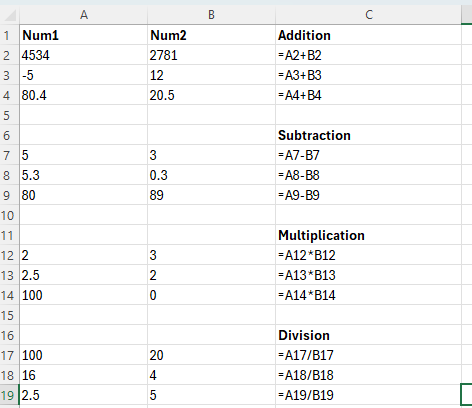 A B C
1 Num1 Num2 Addition
2 4534 2781 =A2+B2
3 -5 12 =A3+B3
4 80.4 20.5 =A4+B4
5
6 Subtraction
7 5 3 =A7-B7
8 5.3 0.3 =A8-B8
9 80 89 =A9-B9
10
11 Multiplication
12 2 3 =A12*B12
13 2.5 2 =A13*B13
14 100 0 =A14*B14
15
16 Division
17 100 20 =A17/B17
18 16 4 =A18/B18
19 2.5 5 =A19/B19